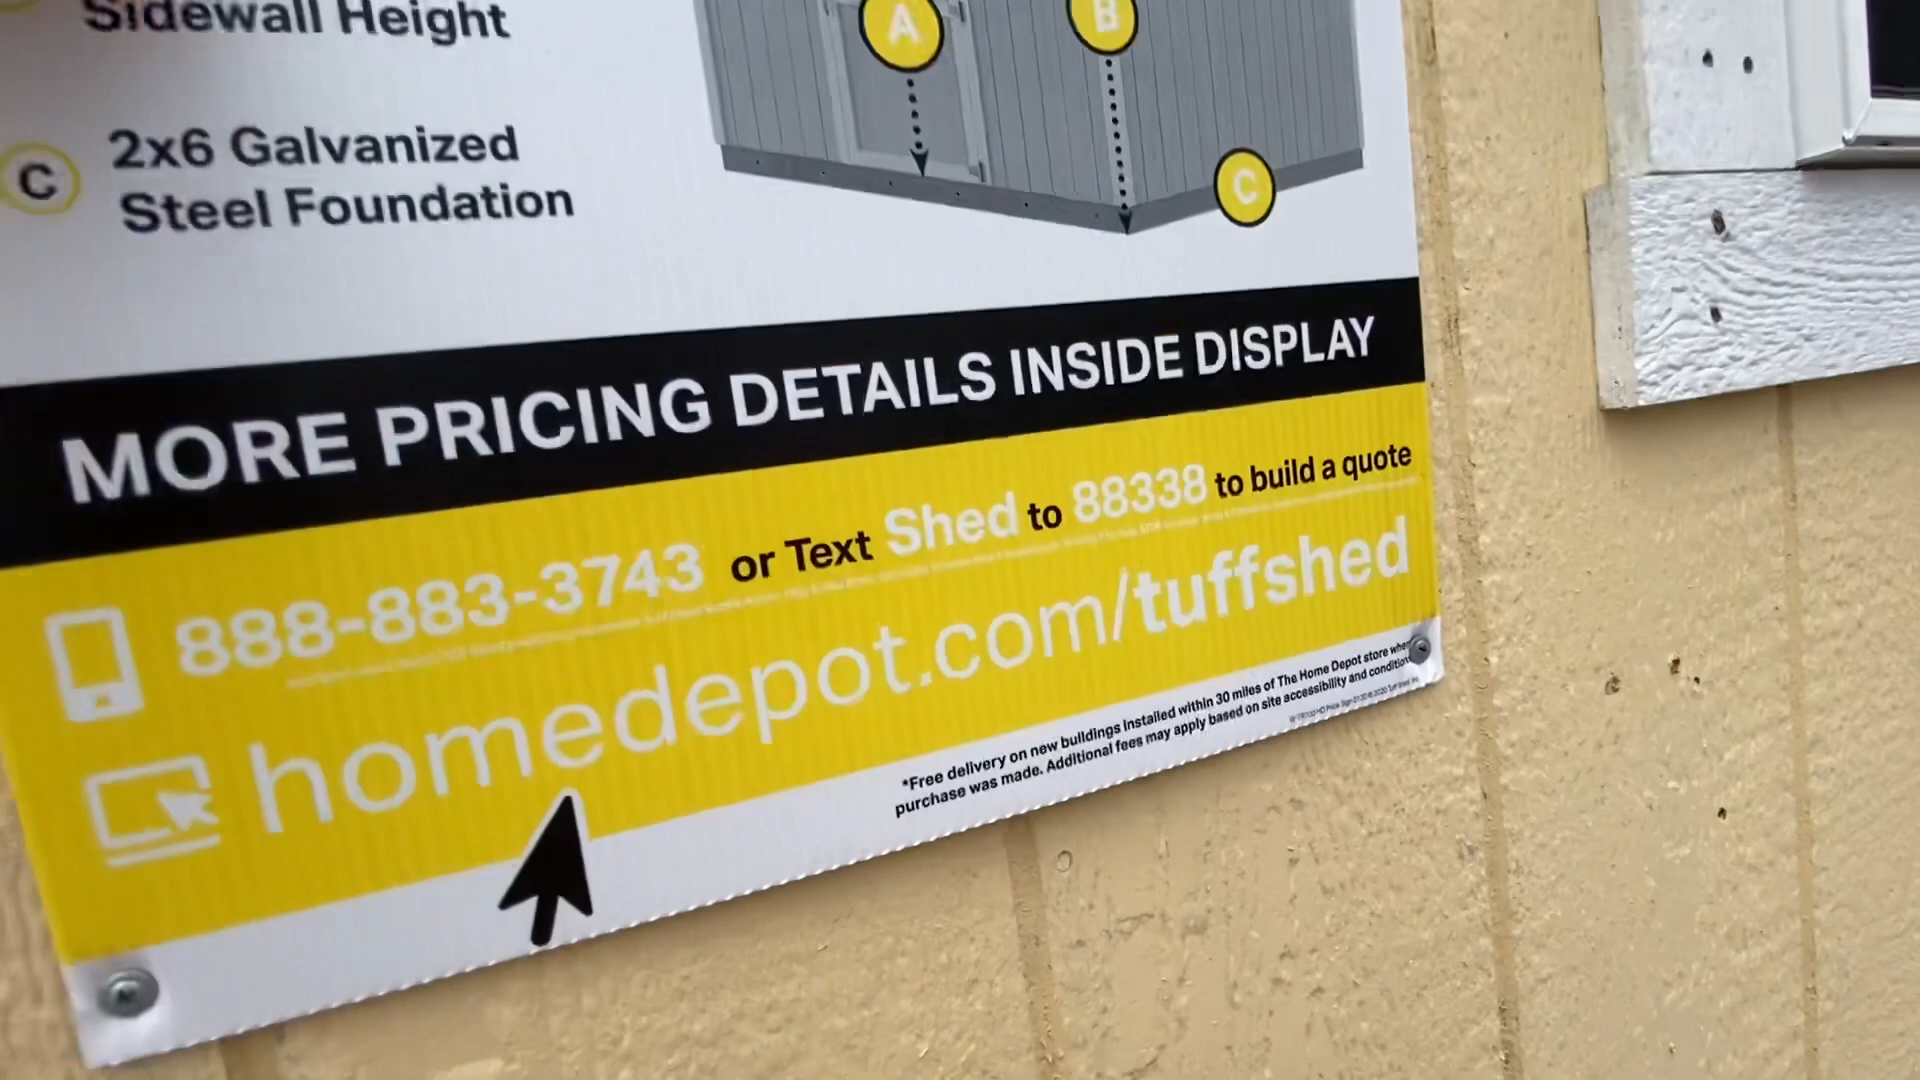 Sidewall Height
A
B
C
2x6 Galvanized
Steel Foundation
C
MORE PRICING DETAILS INSIDE DISPLAY
888-883-3743 or Text Shed to 88338 to build a quote
homedepot.com/tuffshed
*Free delivery on new buildings installed within 30 miles of The Home Depot store
purchase was made. Additional fees may apply based on site accessibility and